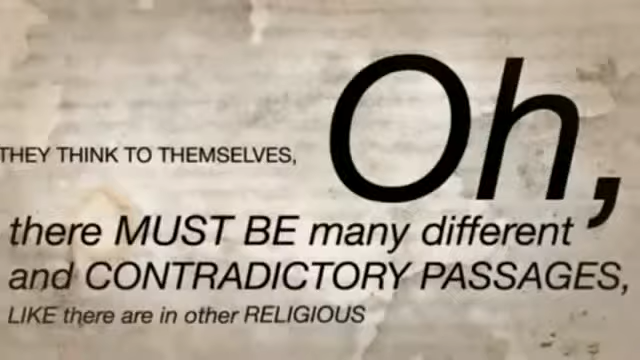 THEY THINK TO THEMSELVES, Oh,
there MUST BE many different
and CONTRADICTORY PASSAGES,
LIKE there are in other RELIGIOUS